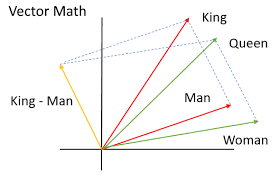 Vector Math
King
Queen
King - Man
Man
Woman